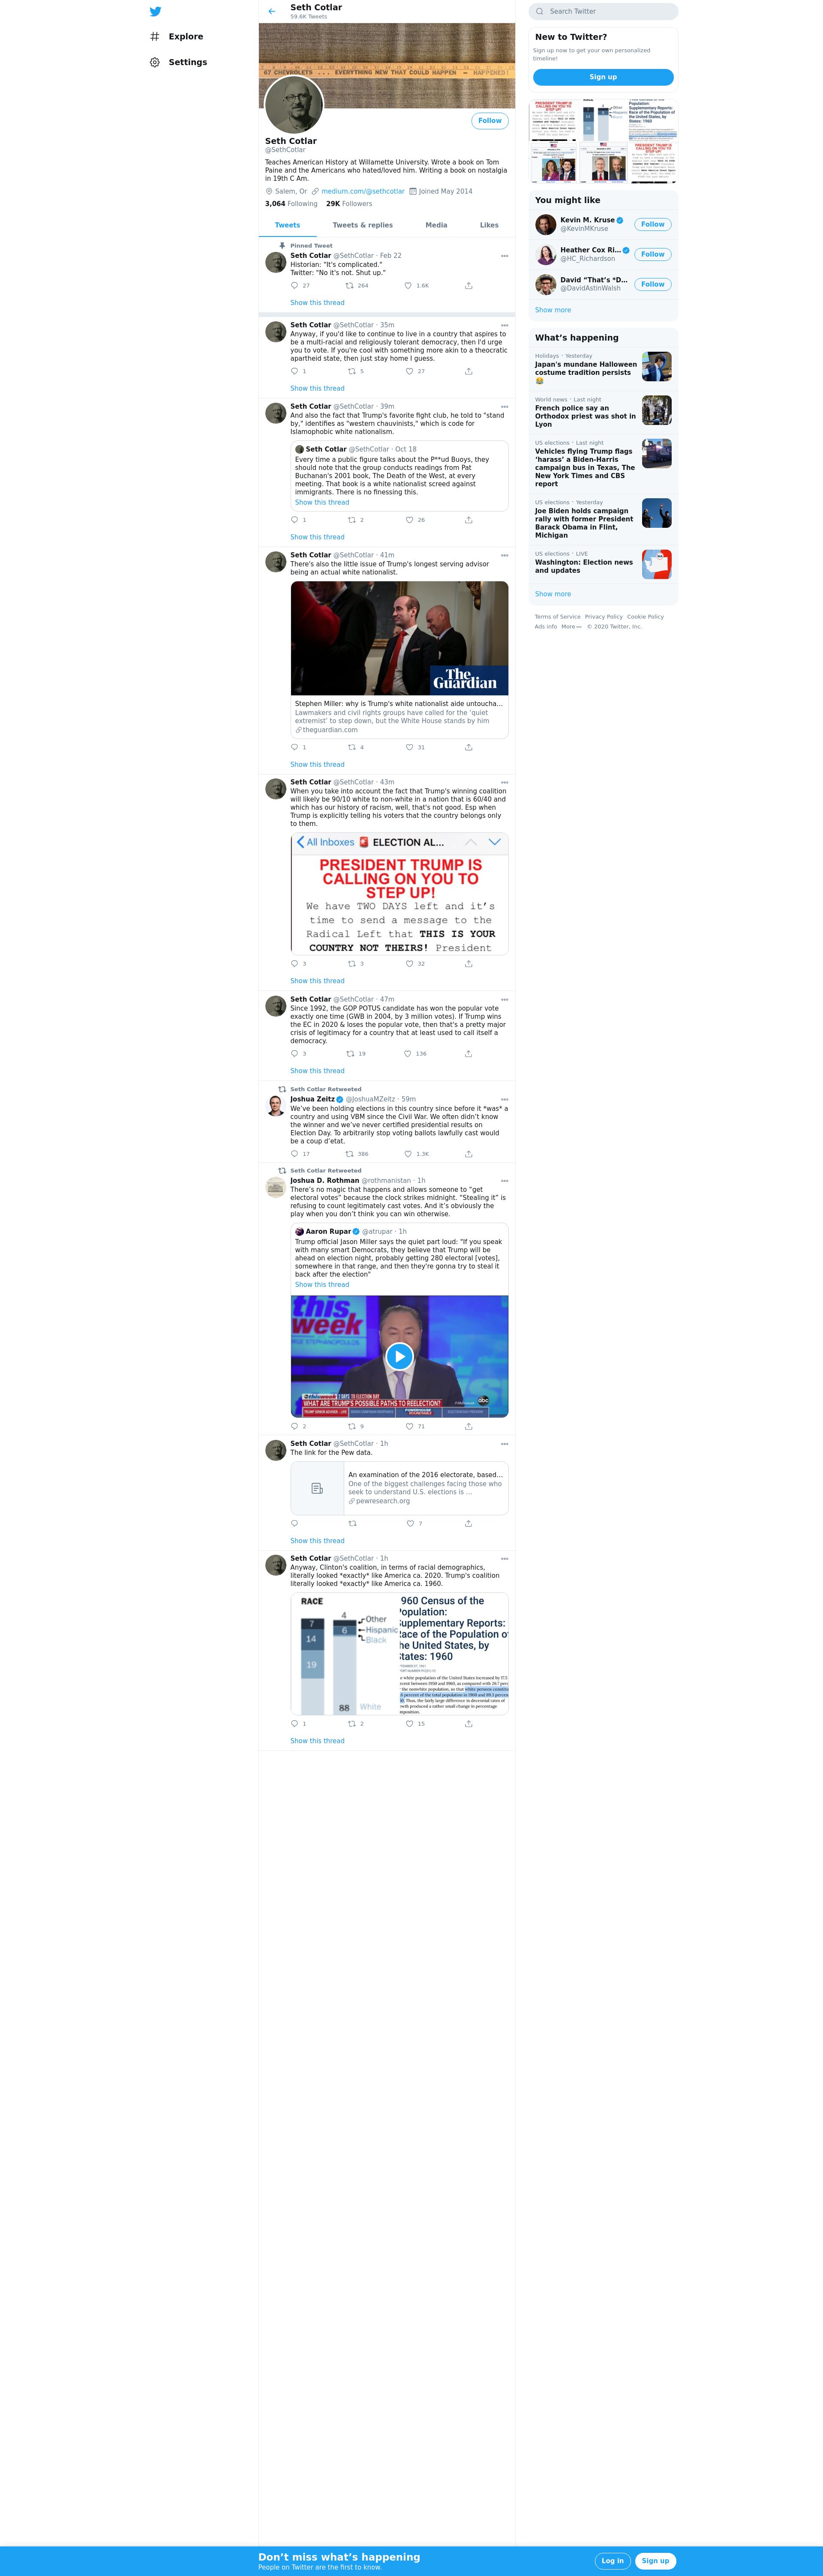 Explore
Settings
Seth Cotlar
59.6K Tweets
67 CHEVROLETS ... EVERYTHING NEW THAT COULD HAPPEN — HAPPENED!
Follow
Seth Cotlar
@SethCotlar
Teaches American History at Willamette University. Wrote a book on Tom
Paine and the Americans who hated/loved him. Writing a book on nostalgia
in 19th C Am.
Salem, Or medium.com/@sethcotlar Joined May 2014
3,064 Following 29K Followers
Tweets Tweets & replies Media Likes
Pinned Tweet
Seth Cotlar @SethCotlar · Feb 22
Historian: "It's complicated."
Twitter: "No it's not. Shut up."
27 264 1.6K
Show this thread
Seth Cotlar @SethCotlar · 35m
Anyway, if you'd like to continue to live in a country that aspires to
be a multi-racial and religiously tolerant democracy, then I'd urge
you to vote. If you're cool with something more akin to a theocratic
apartheid state, then just stay home I guess.
1 5 27
Show this thread
Seth Cotlar @SethCotlar · 39m
And also the fact that Trump's favorite fight club, he told to "stand
by," identifies as "western chauvinists," which is code for
Islamophobic white nationalism.
Seth Cotlar @SethCotlar · Oct 18
Every time a public figure talks about the P**ud Buoys, they
should note that the group conducts readings from Pat
Buchanan's 2001 book, The Death of the West, at every
meeting. That book is a white nationalist screed against
immigrants. There is no finessing this.
Show this thread
1 2 26
Show this thread
Seth Cotlar @SethCotlar · 41m
There's also the little issue of Trump's longest serving advisor
being an actual white nationalist.
The
Guardian
Stephen Miller: why is Trump's white nationalist aide untoucha...
Lawmakers and civil rights groups have called for the 'quiet
extremist' to step down, but the White House stands by him
theguardian.com
1 4 31
Show this thread
Seth Cotlar @SethCotlar · 43m
When you take into account the fact that Trump's winning coalition
will likely be 90/10 white to non-white in a nation that is 60/40 and
which has our history of racism, well, that's not good. Esp when
Trump is explicitly telling his voters that the country belongs only
to them.
All Inboxes 🚨 ELECTION AL...
PRESIDENT TRUMP IS
CALLING ON YOU TO
STEP UP!
We have TWO DAYS left and it's
time to send a message to the
Radical Left that THIS IS YOUR
COUNTRY NOT THEIRS! President
3 3 32
Show this thread
Seth Cotlar @SethCotlar · 47m
Since 1992, the GOP POTUS candidate has won the popular vote
exactly one time (GWB in 2004, by 3 million votes). If Trump wins
the EC in 2020 & loses the popular vote, then that's a pretty major
crisis of legitimacy for a country that at least used to call itself a
democracy.
3 19 136
Show this thread
Seth Cotlar Retweeted
Joshua Zeitz @JoshuaMZeitz · 59m
We've been holding elections in this country since before it *was* a
country and using VBM since the Civil War. We often didn't know
the winner and we've never certified presidential results on
Election Day. To arbitrarily stop voting ballots lawfully cast would
be a coup d'etat.
17 386 1.3K
Seth Cotlar Retweeted
Joshua D. Rothman @rothmanistan · 1h
There's no magic that happens and allows someone to "get
electoral votes" because the clock strikes midnight. "Stealing it" is
refusing to count legitimately cast votes. And it's obviously the
play when you don't think you can win otherwise.
Aaron Rupar @atrupar · 1h
Trump official Jason Miller says the quiet part loud: "If you speak
with many smart Democrats, they believe that Trump will be
ahead on election night, probably getting 280 electoral [votes],
somewhere in that range, and then they're gonna try to steal it
back after the election"
Show this thread
this
week
WHAT ARE TRUMP'S POSSIBLE PATHS TO REELECTION?
abc
2 9 71
Seth Cotlar @SethCotlar · 1h
The link for the Pew data.
An examination of the 2016 electorate, based...
One of the biggest challenges facing those who
seek to understand U.S. elections is ...
pewresearch.org
7
Show this thread
Seth Cotlar @SethCotlar · 1h
Anyway, Clinton's coalition, in terms of racial demographics,
literally looked *exactly* like America ca. 2020. Trump's coalition
literally looked *exactly* like America ca. 1960.
RACE
7
14
19
4
6
88
Other
Hispanic
Black
White
960 Census of the
Population:
Supplementary Reports:
Race of the Population of
the United States, by
States: 1960
1 2 15
Show this thread
Search Twitter
New to Twitter?
Sign up now to get your own personalized
timeline!
Sign up
You might like
Kevin M. Kruse
@KevinMKruse
Follow
Heather Cox Ri...
@HC_Richardson
Follow
David "That's *D...
@DavidAstinWalsh
Follow
Show more
What's happening
Holidays · Yesterday
Japan's mundane Halloween
costume tradition persists
😂
World news · Last night
French police say an
Orthodox priest was shot in
Lyon
US elections · Last night
Vehicles flying Trump flags
'harass' a Biden-Harris
campaign bus in Texas, The
New York Times and CBS
report
US elections · Yesterday
Joe Biden holds campaign
rally with former President
Barack Obama in Flint,
Michigan
US elections · LIVE
Washington: Election news
and updates
Show more
Terms of Service Privacy Policy Cookie Policy
Ads info More © 2020 Twitter, Inc.
Don't miss what's happening
People on Twitter are the first to know.
Log in Sign up